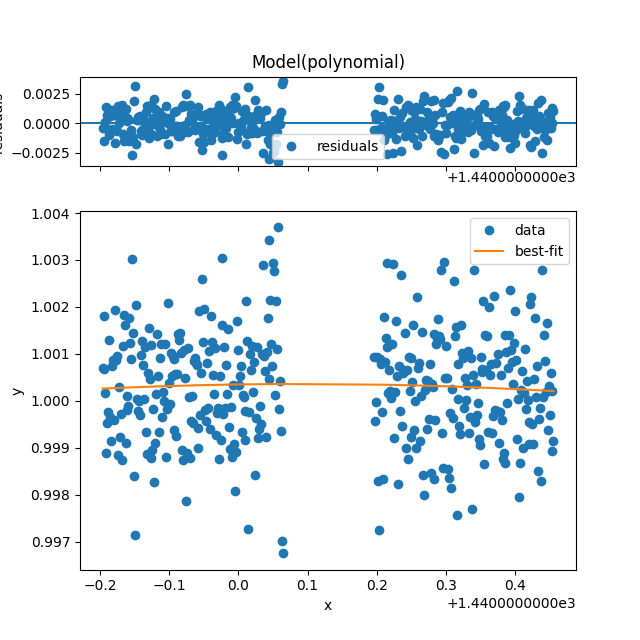 Model(polynomial)
0.0025
0.0000
−0.0025
residuals
+1.4400000000e3
1.004
1.003
1.002
1.001
1.000
0.999
0.998
0.997
y
data
best-fit
−0.2 −0.1 0.0 0.1 0.2 0.3 0.4
x
+1.4400000000e3